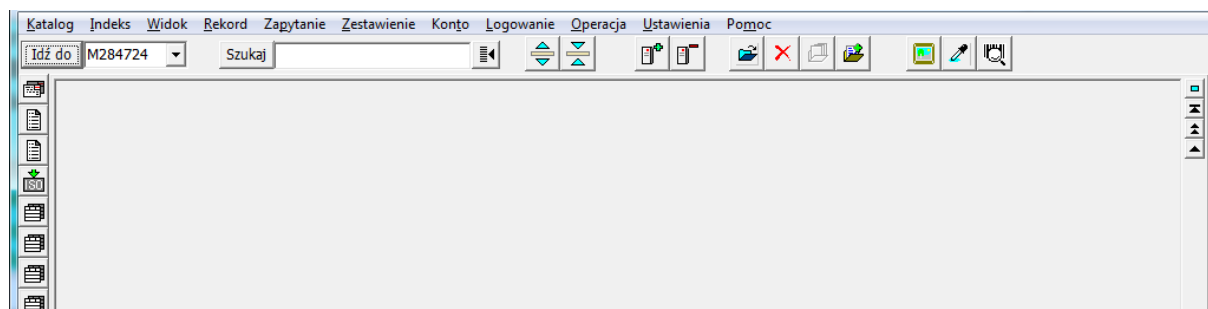 Katalog Indeks Widok Rekord Zapytanie Zestawienie Konto Logowanie Operacja Ustawienia Pomoc
Idź do M284724 Szukaj
ISO